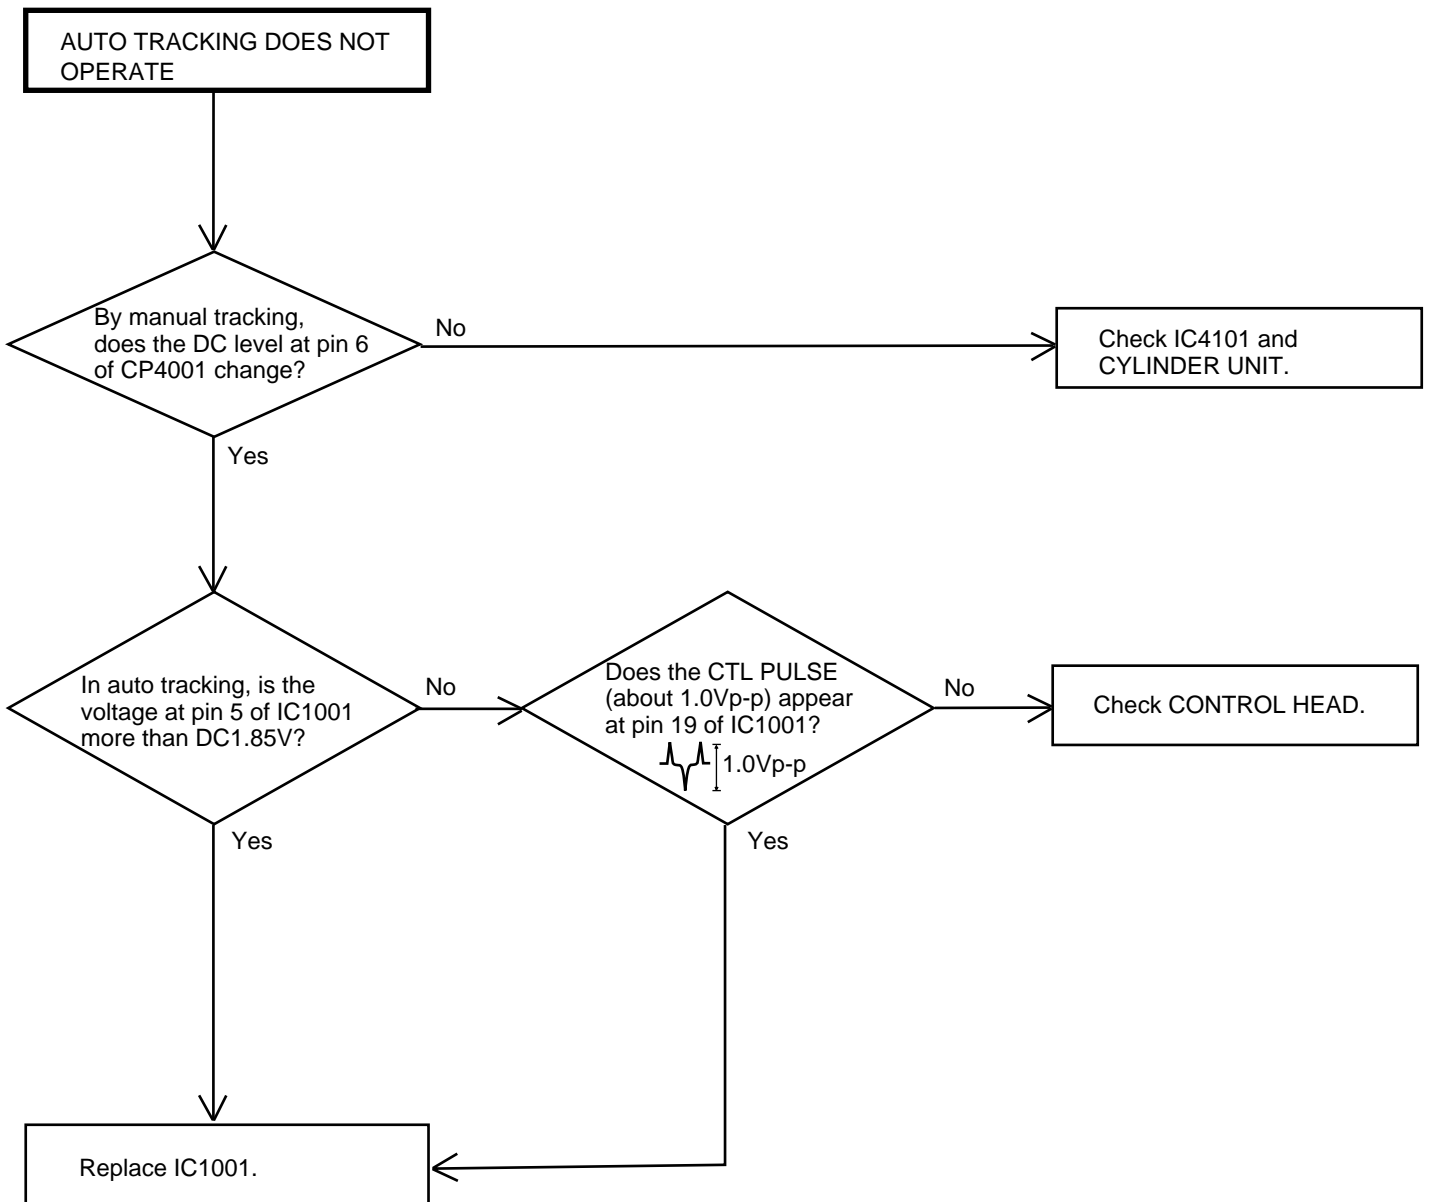 AUTO TRACKING DOES NOT
OPERATE
By manual tracking,
does the DC level at pin 6
of CP4001 change?
No
Check IC4101 and
CYLINDER UNIT.
Yes
In auto tracking, is the
voltage at pin 5 of IC1001
more than DC1.85V?
No
Does the CTL PULSE
(about 1.0Vp-p) appear
at pin 19 of IC1001?
1.0Vp-p
No
Check CONTROL HEAD.
Yes
Yes
Replace IC1001.